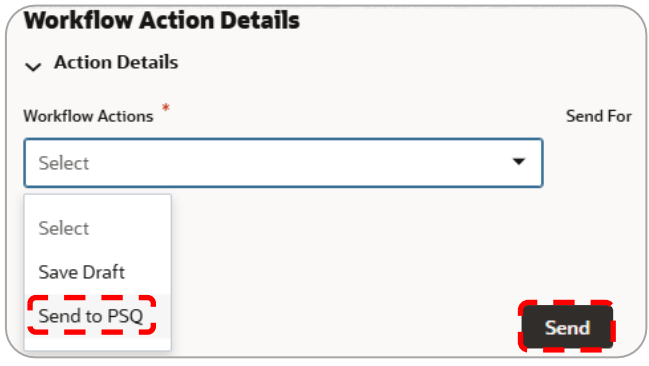 Workflow Action Details
Action Details
Workflow Actions * Send For
Select
Select
Save Draft
Send to PSQ
Send